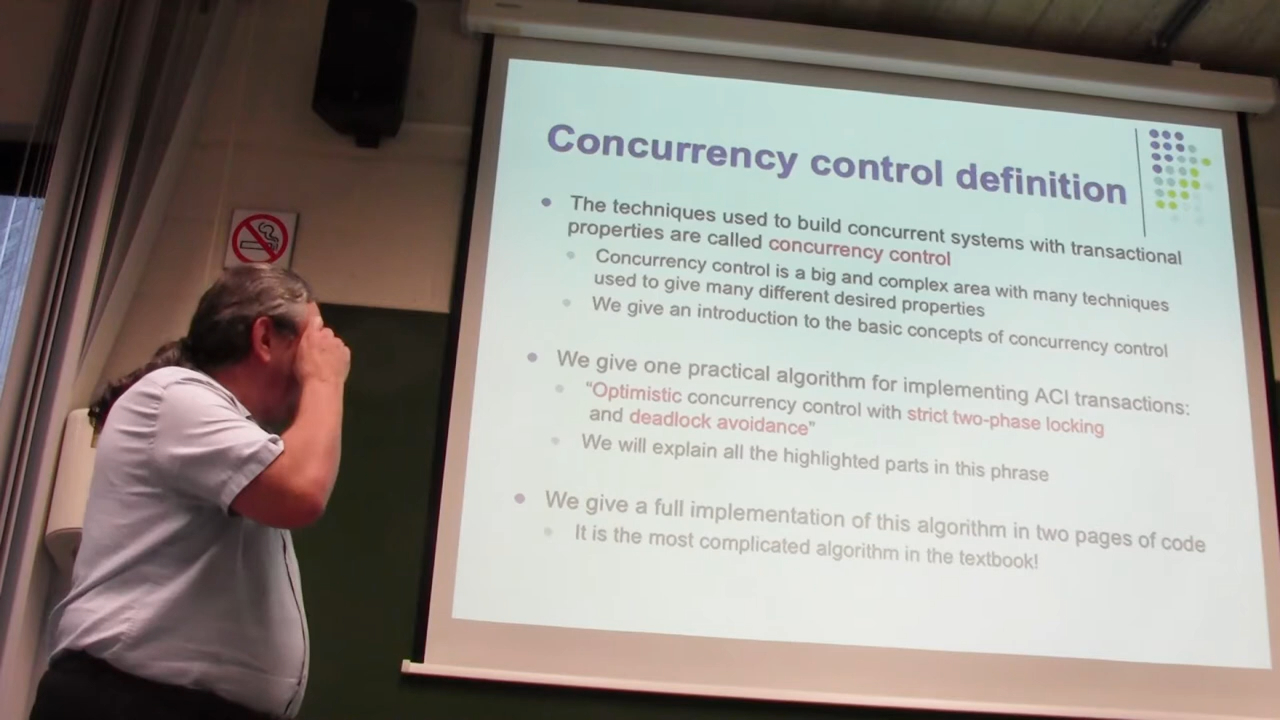 Concurrency control definition
The techniques used to build concurrent systems with transactional
properties are called concurrency control
Concurrency control is a big and complex area with many techniques
used to give many different desired properties
We give an introduction to the basic concepts of concurrency control
We give one practical algorithm for implementing ACI transactions:
“Optimistic concurrency control with strict two-phase locking
and deadlock avoidance”
We will explain all the highlighted parts in this phrase
We give a full implementation of this algorithm in two pages of code
It is the most complicated algorithm in the textbook!